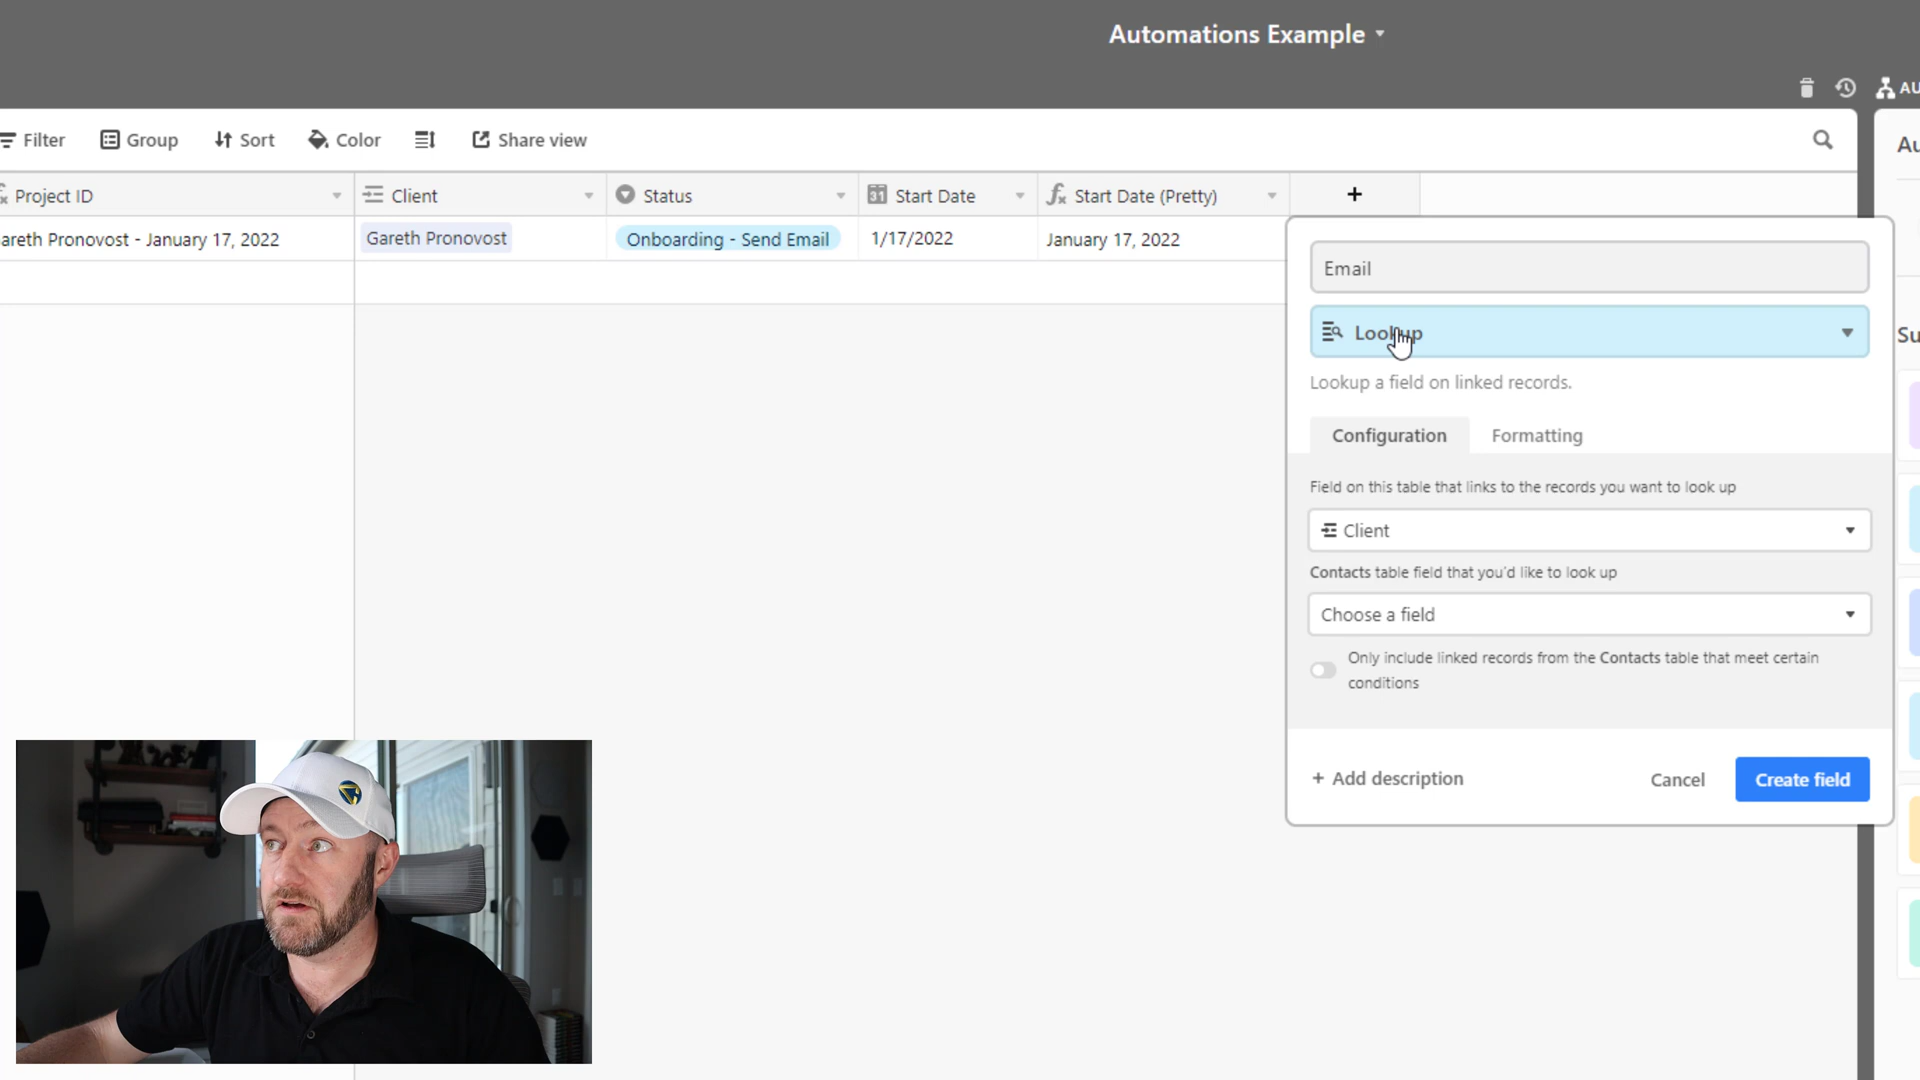 Automations Example
AU
Filter Group Sort Color Share view
Au
Project ID Client Status Start Date Start Date (Pretty) +
areth Pronovost - January 17, 2022 Gareth Pronovost Onboarding - Send Email 1/17/2022 January 17, 2022
Email
Lookup
Su
Lookup a field on linked records.
Configuration Formatting
Field on this table that links to the records you want to look up
Client
Contacts table field that you'd like to look up
Choose a field
Only include linked records from the Contacts table that meet certain
conditions
+ Add description Cancel Create field